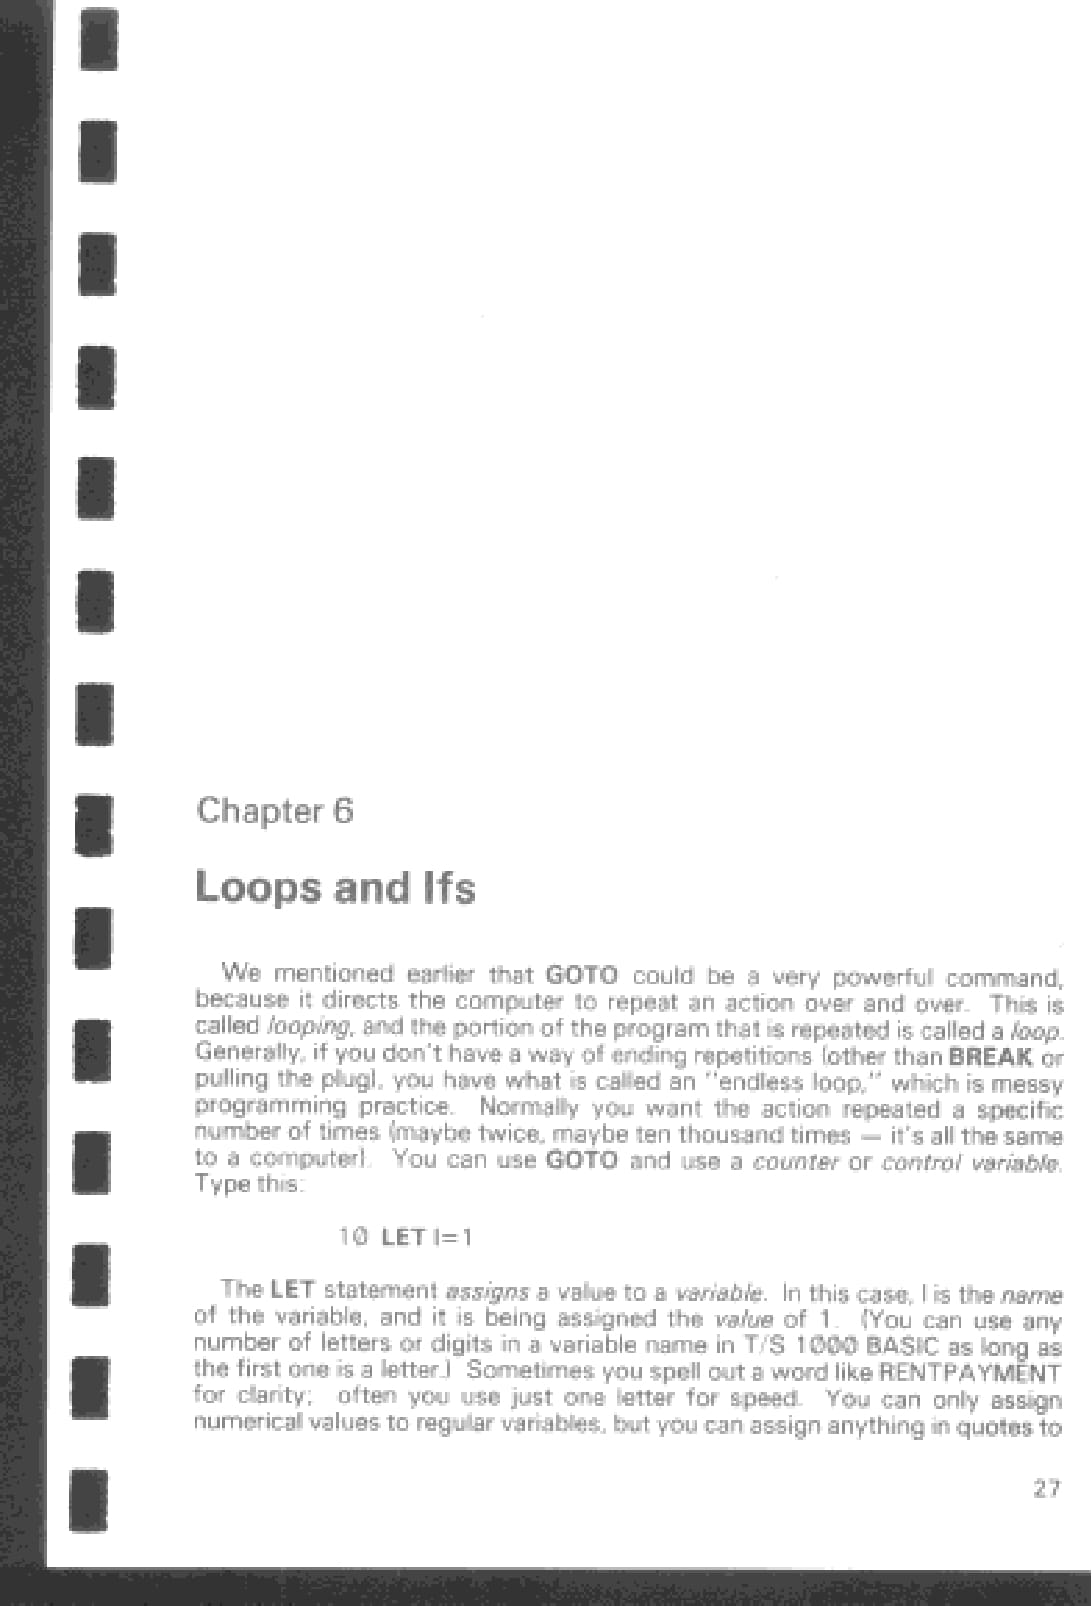 Chapter 6
Loops and Ifs
We mentioned earlier that GOTO could be a very powerful command,
because it directs the computer to repeat an action over and over. This is
called looping, and the portion of the program that is repeated is called a loop.
Generally, if you don't have a way of ending repetitions (other than BREAK or
pulling the plug), you have what is called an "endless loop," which is messy
programming practice. Normally you want the action repeated a specific
number of times (maybe twice, maybe ten thousand times — it's all the same
to a computer). You can use GOTO and use a counter or control variable.
Type this:
10 LET I=1
The LET statement assigns a value to a variable. In this case, I is the name
of the variable, and it is being assigned the value of 1. (You can use any
number of letters or digits in a variable name in T/S 1000 BASIC as long as
the first one is a letter.) Sometimes you spell out a word like RENTPAYMENT
for clarity; often you use just one letter for speed. You can only assign
numerical values to regular variables, but you can assign anything in quotes to
27